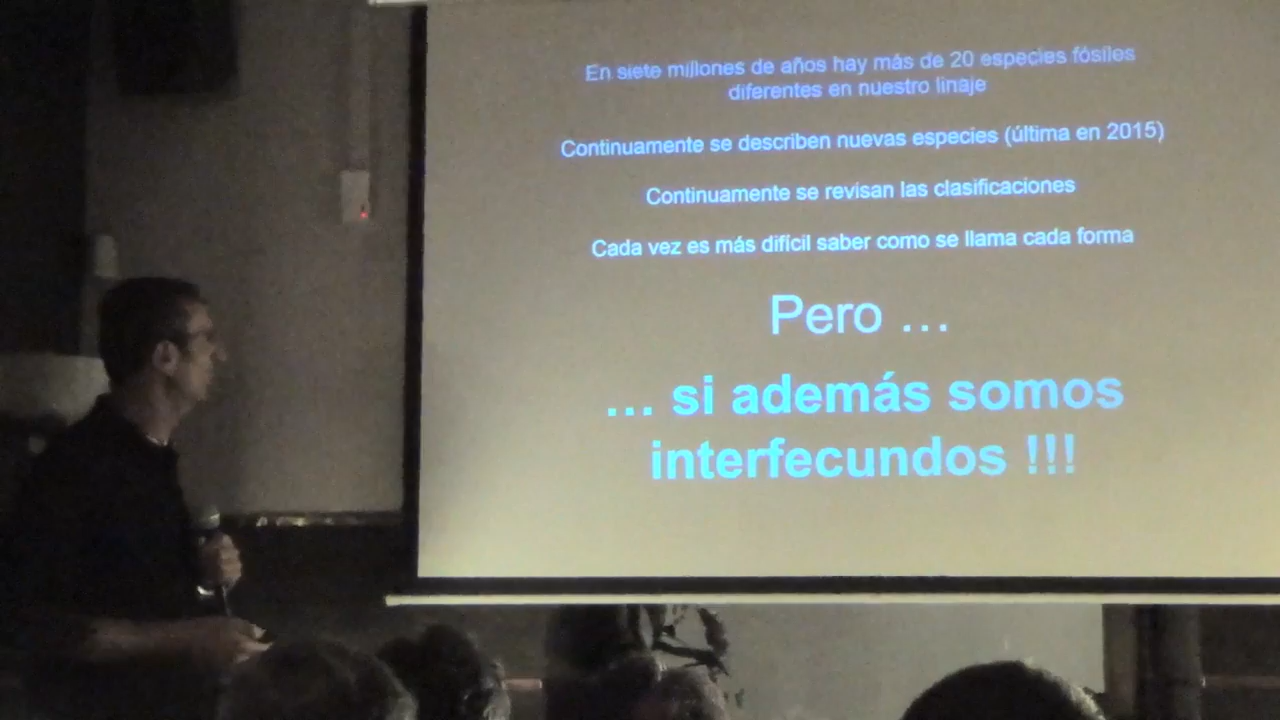 En siete millones de años hay más de 20 especies fósiles
diferentes en nuestro linaje
Continuamente se describen nuevas especies (última en 2015)
Continuamente se revisan las clasificaciones
Cada vez es más difícil saber como se llama cada forma
Pero ...
... si además somos
interfecundos !!!